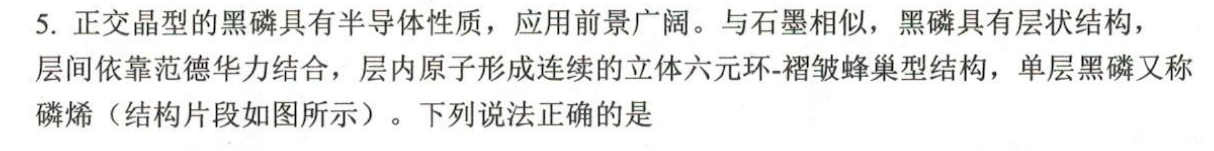 5. 正交晶型的黑磷具有半导体性质，应用前景广阔。与石墨相似，黑磷具有层状结构，
层间依靠范德华力结合，层内原子形成连续的立体六元环-褶皱蜂巢型结构，单层黑磷又称
磷烯（结构片段如图所示）。下列说法正确的是